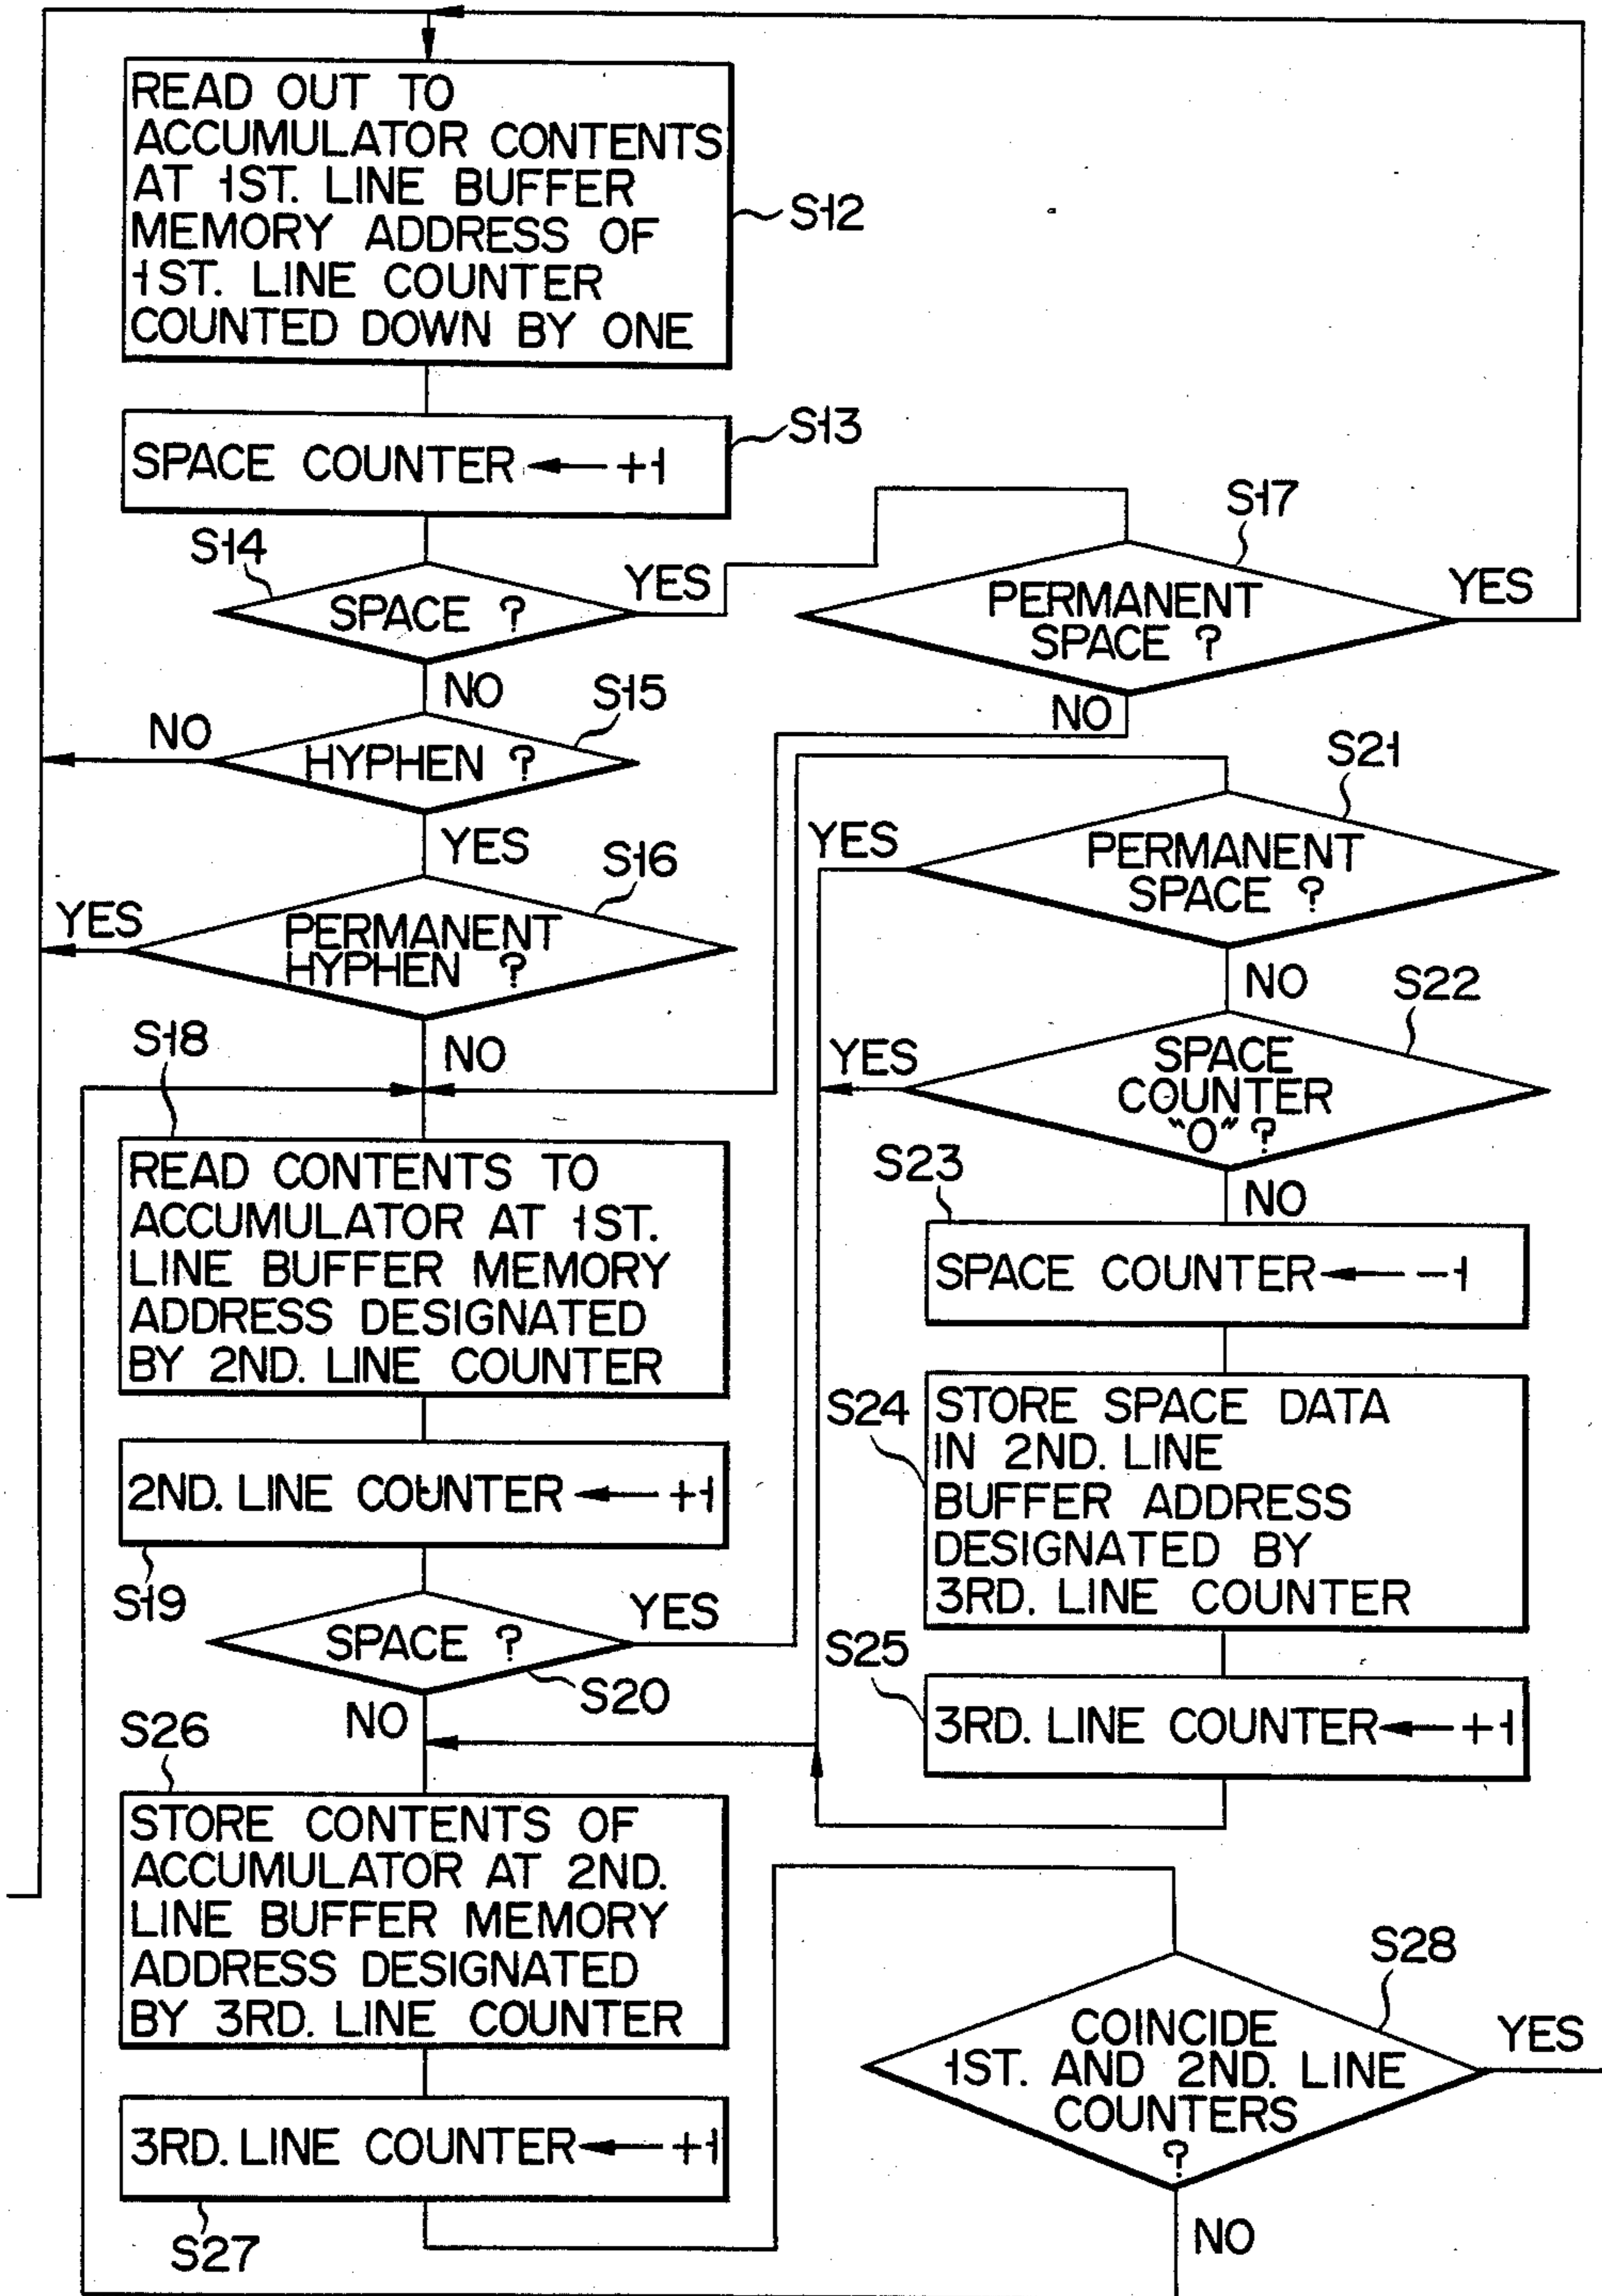 READ OUT TO
ACCUMULATOR CONTENTS
AT 1ST. LINE BUFFER
MEMORY ADDRESS OF
1ST. LINE COUNTER
COUNTED DOWN BY ONE
S12
SPACE COUNTER ← +1
S13
S14
SPACE ?
YES
NO
S17
PERMANENT
SPACE ?
YES
NO
S15
HYPHEN ?
NO
YES
S16
PERMANENT
HYPHEN ?
YES
NO
S21
PERMANENT
SPACE ?
YES
NO
S22
SPACE
COUNTER
"0" ?
YES
NO
S18
READ CONTENTS TO
ACCUMULATOR AT 1ST.
LINE BUFFER MEMORY
ADDRESS DESIGNATED
BY 2ND. LINE COUNTER
S23
SPACE COUNTER ← −1
2ND. LINE COUNTER ← +1
S19
S24
STORE SPACE DATA
IN 2ND. LINE
BUFFER ADDRESS
DESIGNATED BY
3RD. LINE COUNTER
SPACE ?
YES
S20
NO
S25
3RD. LINE COUNTER ← +1
S26
STORE CONTENTS OF
ACCUMULATOR AT 2ND.
LINE BUFFER MEMORY
ADDRESS DESIGNATED
BY 3RD. LINE COUNTER
3RD. LINE COUNTER ← +1
S27
S28
COINCIDE
1ST. AND 2ND. LINE
COUNTERS
?
YES
NO